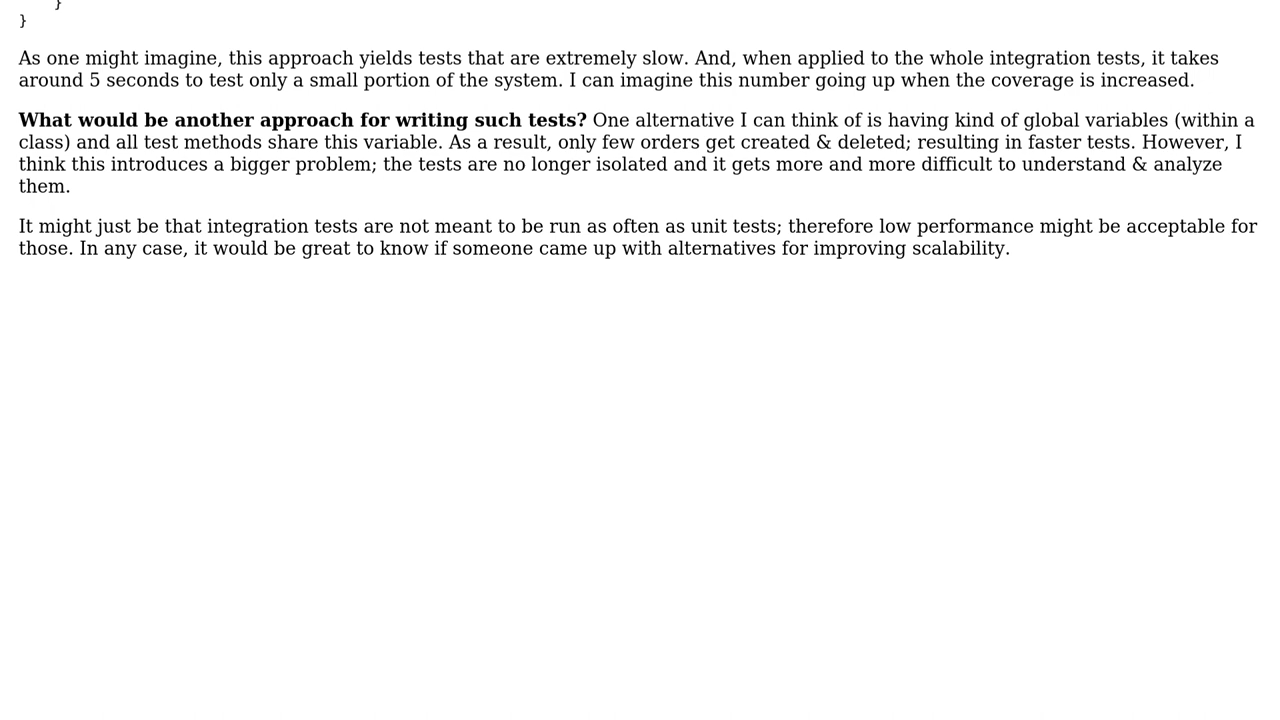 }
}
As one might imagine, this approach yields tests that are extremely slow. And, when applied to the whole integration tests, it takes
around 5 seconds to test only a small portion of the system. I can imagine this number going up when the coverage is increased.
What would be another approach for writing such tests? One alternative I can think of is having kind of global variables (within a
class) and all test methods share this variable. As a result, only few orders get created & deleted; resulting in faster tests. However, I
think this introduces a bigger problem; the tests are no longer isolated and it gets more and more difficult to understand & analyze
them.
It might just be that integration tests are not meant to be run as often as unit tests; therefore low performance might be acceptable for
those. In any case, it would be great to know if someone came up with alternatives for improving scalability.